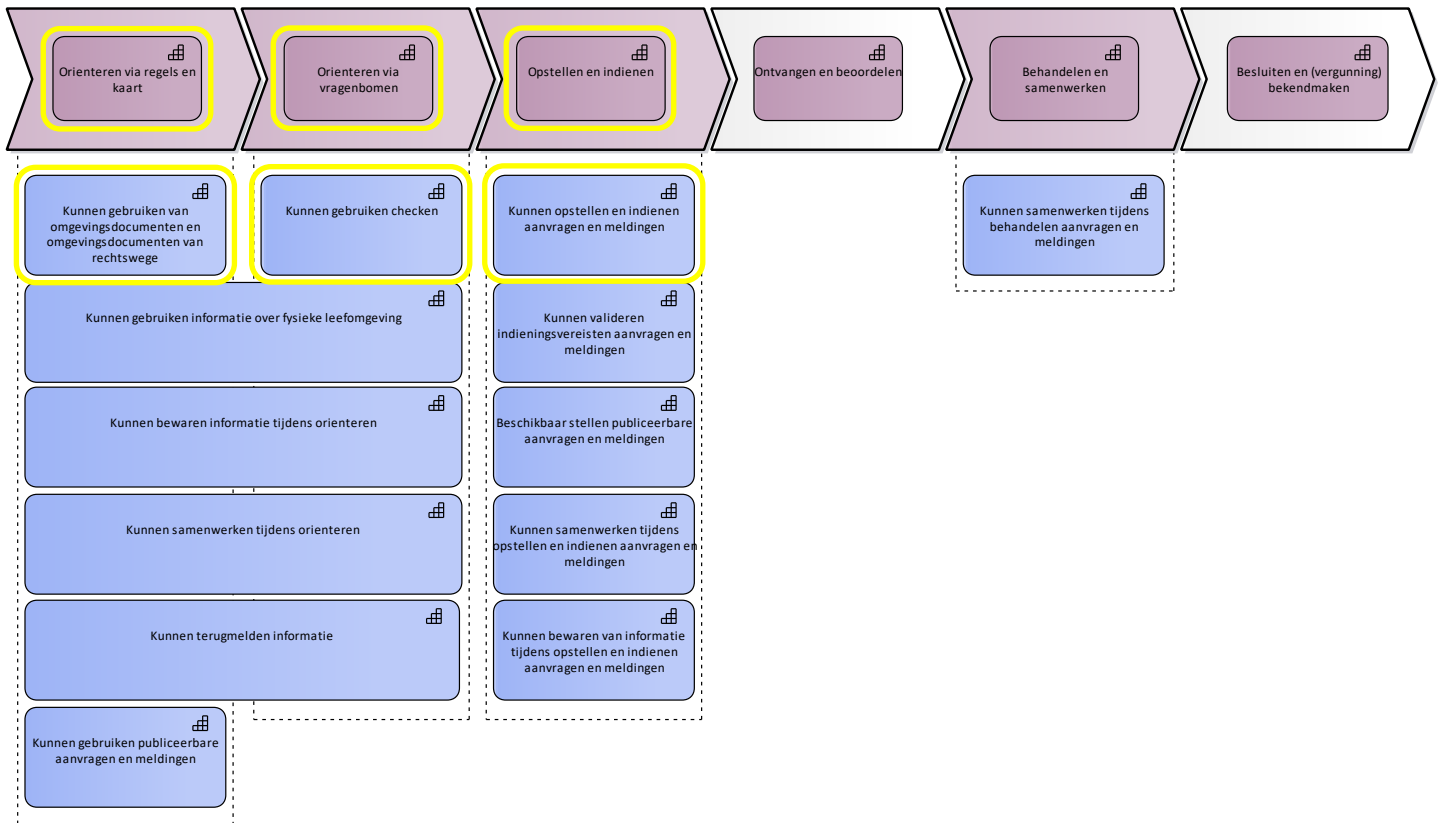 Orienteren via regels en
kaart
Orienteren via
vragenbomen
Opstellen en indienen
Ontvangen en beoordelen
Behandelen en
samenwerken
Besluiten en (vergunning)
bekendmaken
Kunnen gebruiken van
omgevingsdocumenten en
omgevingsdocumenten van
rechtswege
Kunnen gebruiken checken
Kunnen opstellen en indienen
aanvragen en meldingen
Kunnen samenwerken tijdens
behandelen aanvragen en
meldingen
Kunnen gebruiken informatie over fysieke leefomgeving
Kunnen valideren
indieningsvereisten aanvragen en
meldingen
Kunnen bewaren informatie tijdens orienteren
Beschikbaar stellen publiceerbare
aanvragen en meldingen
Kunnen samenwerken tijdens orienteren
Kunnen samenwerken tijdens
opstellen en indienen aanvragen en
meldingen
Kunnen terugmelden informatie
Kunnen bewaren van informatie
tijdens opstellen en indienen
aanvragen en meldingen
Kunnen gebruiken publiceerbare
aanvragen en meldingen